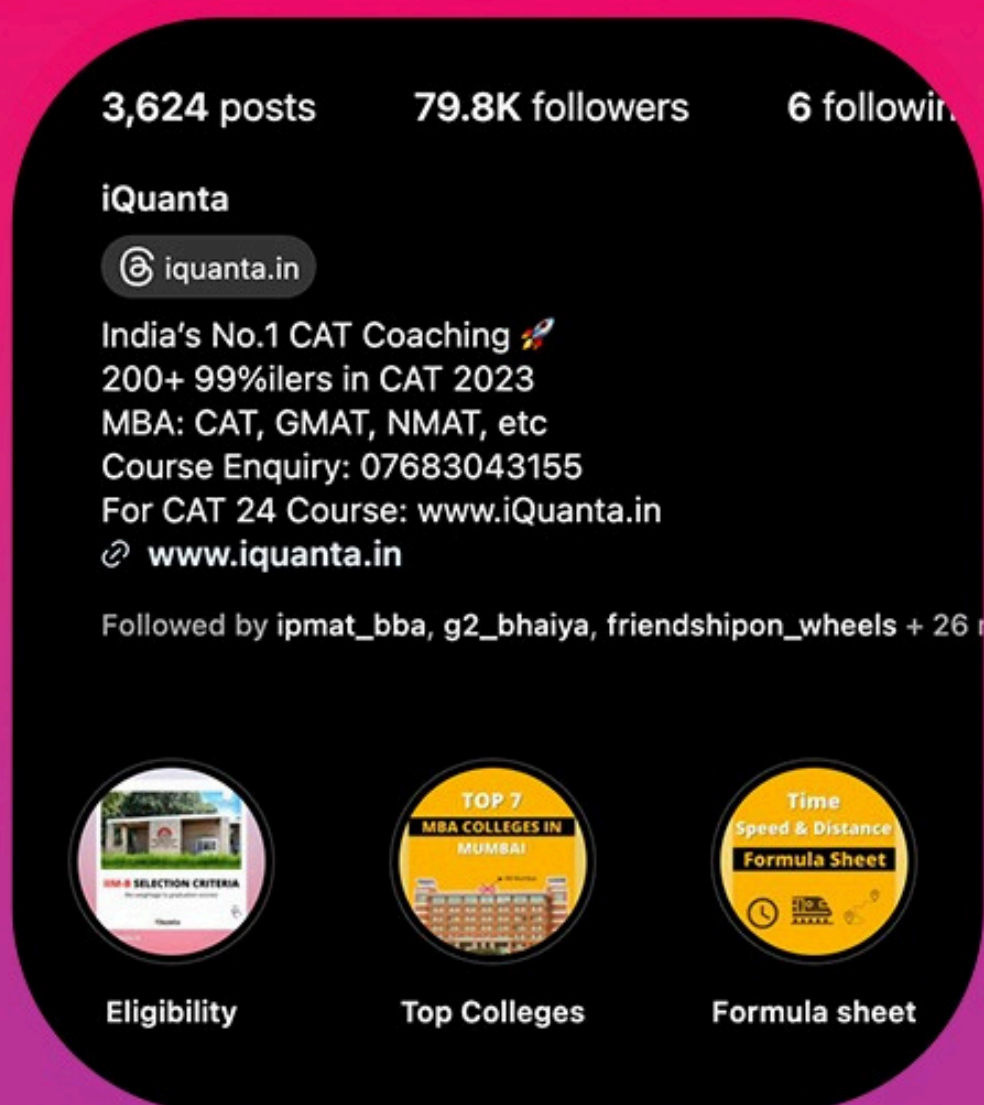 3,624 posts 79.8K followers 6 followin
iQuanta
iquanta.in
India's No.1 CAT Coaching 🚀
200+ 99%ilers in CAT 2023
MBA: CAT, GMAT, NMAT, etc
Course Enquiry: 07683043155
For CAT 24 Course: www.iQuanta.in
www.iquanta.in
Followed by ipmat_bba, g2_bhaiya, friendshipon_wheels + 26
IIM-B SELECTION CRITERIA
TOP 7
MBA COLLEGES IN
MUMBAI
Time
Speed & Distance
Formula Sheet
Eligibility Top Colleges Formula sheet